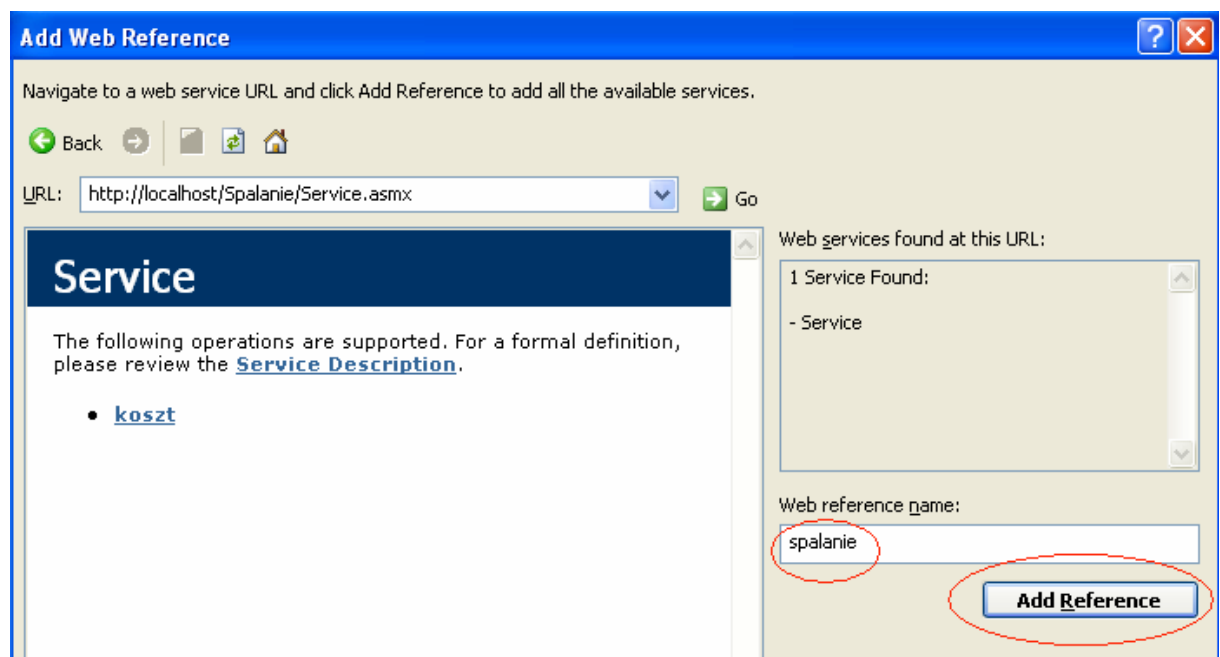 Add Web Reference
Navigate to a web service URL and click Add Reference to add all the available services.
Back
URL: http://localhost/Spalanie/Service.asmx Go
Service
The following operations are supported. For a formal definition,
please review the Service Description.
• koszt
Web services found at this URL:
1 Service Found:
- Service
Web reference name:
spalanie
Add Reference